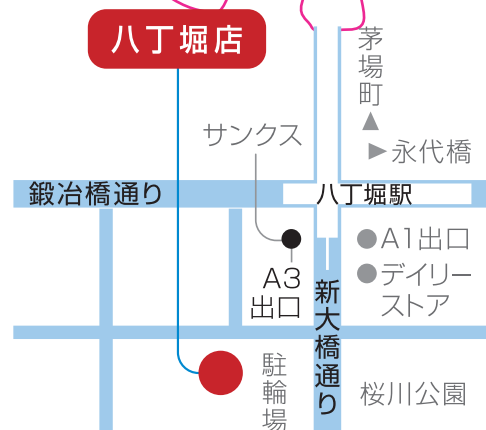 八丁堀店
茅場町
▲
サンクス
▶永代橋
鍛冶橋通り
八丁堀駅
●A1出口
A3
出口
●デイリー
ストア
新大橋通り
駐輪場
桜川公園